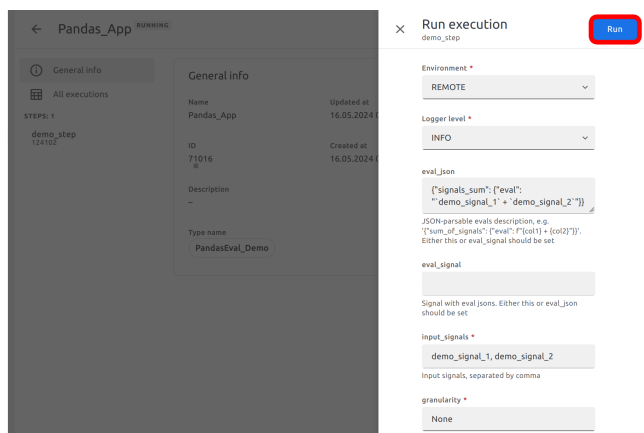 Pandas_App RUNNING
General info
All executions
STEPS: 1
demo_step
124102
General info
Name
Pandas_App
Updated at
16.05.2024 0
ID
71016
Created at
16.05.2024 0
Description
–
Type name
PandasEval_Demo
Run execution
demo_step
Run
Environment *
REMOTE
Logger level *
INFO
eval_json
{"signals_sum": {"eval":
"`demo_signal_1` + `demo_signal_2`"}}
JSON-parsable evals description, e.g.
'{"sum_of_signals": {"eval": f"{col1} + {col2}"}}'.
Either this or eval_signal should be set
eval_signal
Signal with eval jsons. Either this or eval_json
should be set
input_signals *
demo_signal_1, demo_signal_2
Input signals, separated by comma
granularity *
None